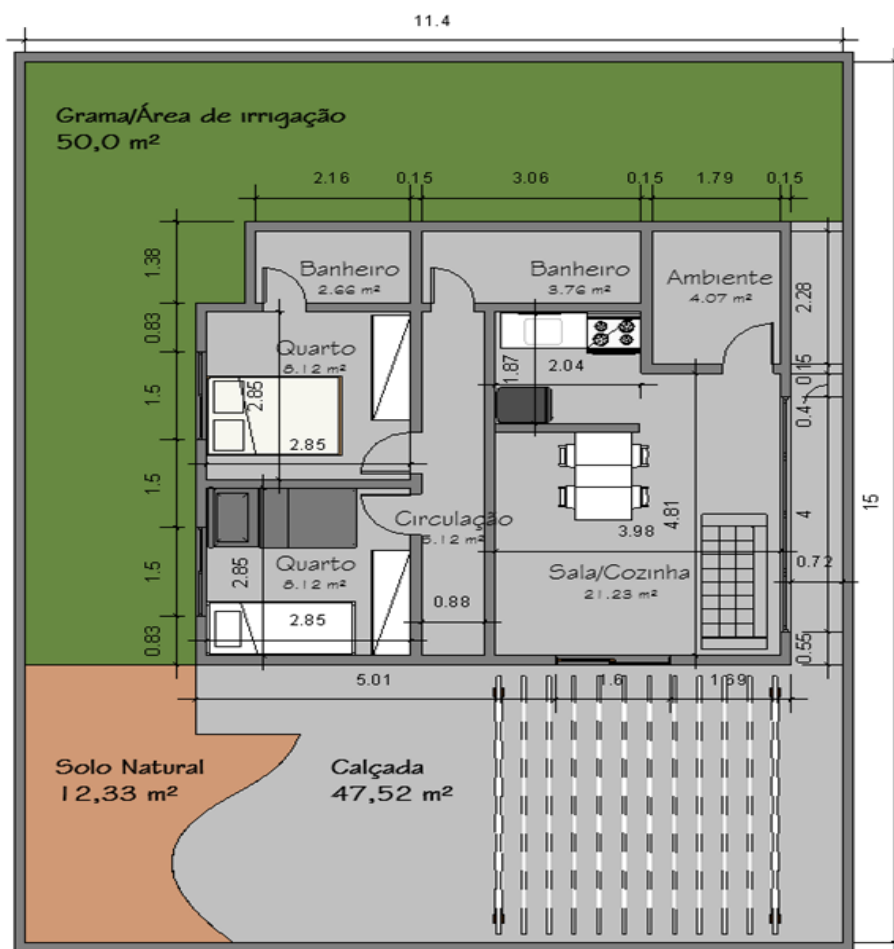 11.4
Grama/Área de irrigação
50,0 m²
2.16
0.15
3.06
0.15
1.79
0.15
1.38
Banheiro
2.66 m²
Banheiro
3.76 m²
Ambiente
4.07 m²
2.28
0.83
Quarto
8.12 m²
1.87
2.04
0.15
1.5
2.85
2.85
0.4
1.5
Circulação
5.12 m²
3.98
4.81
4
15
1.5
Quarto
8.12 m²
2.85
2.85
Sala/Cozinha
21.23 m²
0.72
0.88
0.83
0.55
5.01
1.6
1.69
Solo Natural
12,33 m²
Calçada
47,52 m²